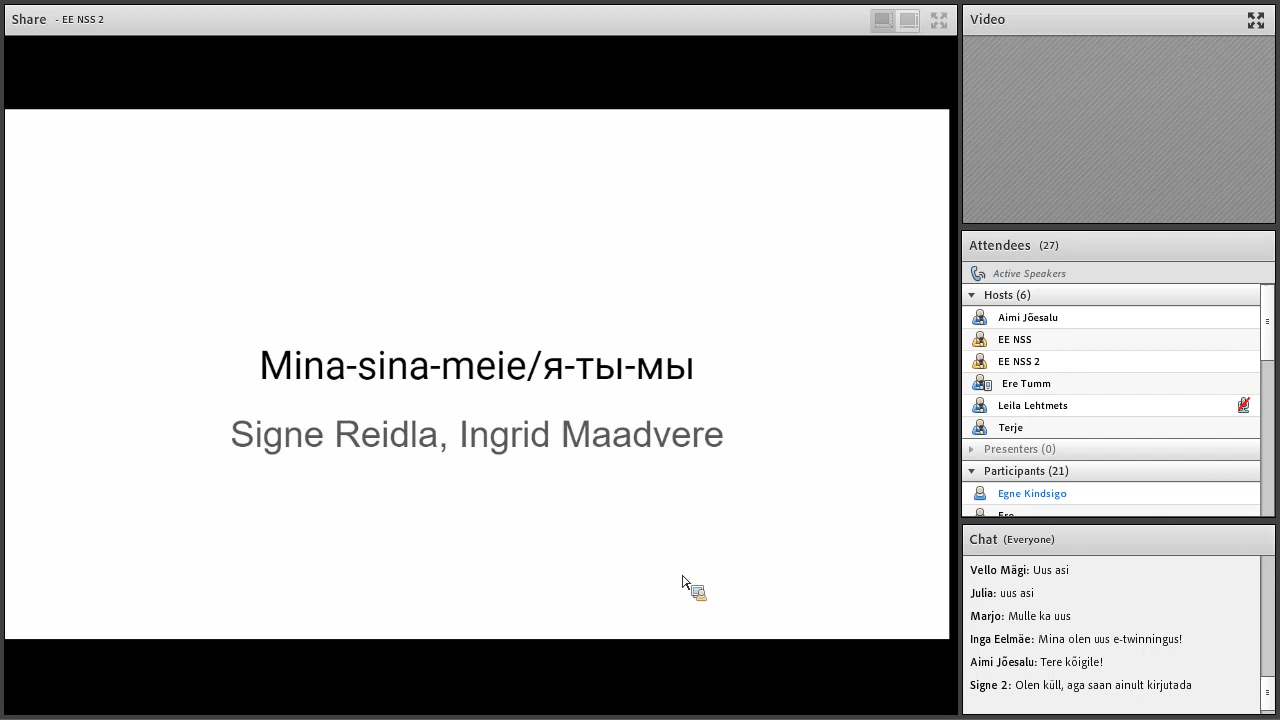 Share - EE NSS 2
Mina-sina-meie/я-ты-мы
Signe Reidla, Ingrid Maadvere
Video
Attendees (27)
Active Speakers
Hosts (6)
Aimi Jõesalu
EE NSS
EE NSS 2
Ere Tumm
Leila Lehtmets
Terje
Presenters (0)
Participants (21)
Egne Kindsigo
Chat (Everyone)
Vello Mägi: Uus asi
Julia: uus asi
Marjo: Mulle ka uus
Inga Eelmäe: Mina olen uus e-twinningus!
Aimi Jõesalu: Tere kõigile!
Signe 2: Olen küll, aga saan ainult kirjutada